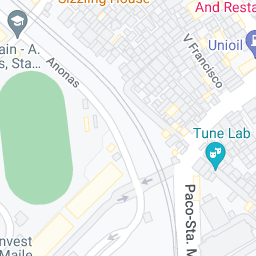 Sizzling House
And Resta
V Francisco
Unioil
ain - A.
s, Sta...
Anonas
Tune Lab
Paco-Sta. M
nvest
Maile